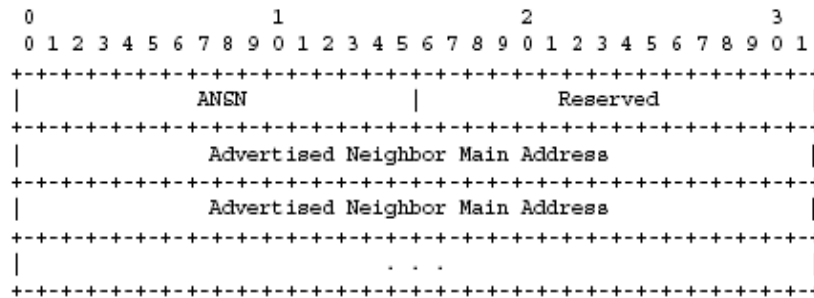 0                   1                   2                   3
0 1 2 3 4 5 6 7 8 9 0 1 2 3 4 5 6 7 8 9 0 1 2 3 4 5 6 7 8 9 0 1
+-+-+-+-+-+-+-+-+-+-+-+-+-+-+-+-+-+-+-+-+-+-+-+-+-+-+-+-+-+-+-+-+
|              ANSN             |           Reserved            |
+-+-+-+-+-+-+-+-+-+-+-+-+-+-+-+-+-+-+-+-+-+-+-+-+-+-+-+-+-+-+-+-+
|               Advertised Neighbor Main Address                |
+-+-+-+-+-+-+-+-+-+-+-+-+-+-+-+-+-+-+-+-+-+-+-+-+-+-+-+-+-+-+-+-+
|               Advertised Neighbor Main Address                |
+-+-+-+-+-+-+-+-+-+-+-+-+-+-+-+-+-+-+-+-+-+-+-+-+-+-+-+-+-+-+-+-+
|                              . . .                            |
+-+-+-+-+-+-+-+-+-+-+-+-+-+-+-+-+-+-+-+-+-+-+-+-+-+-+-+-+-+-+-+-+